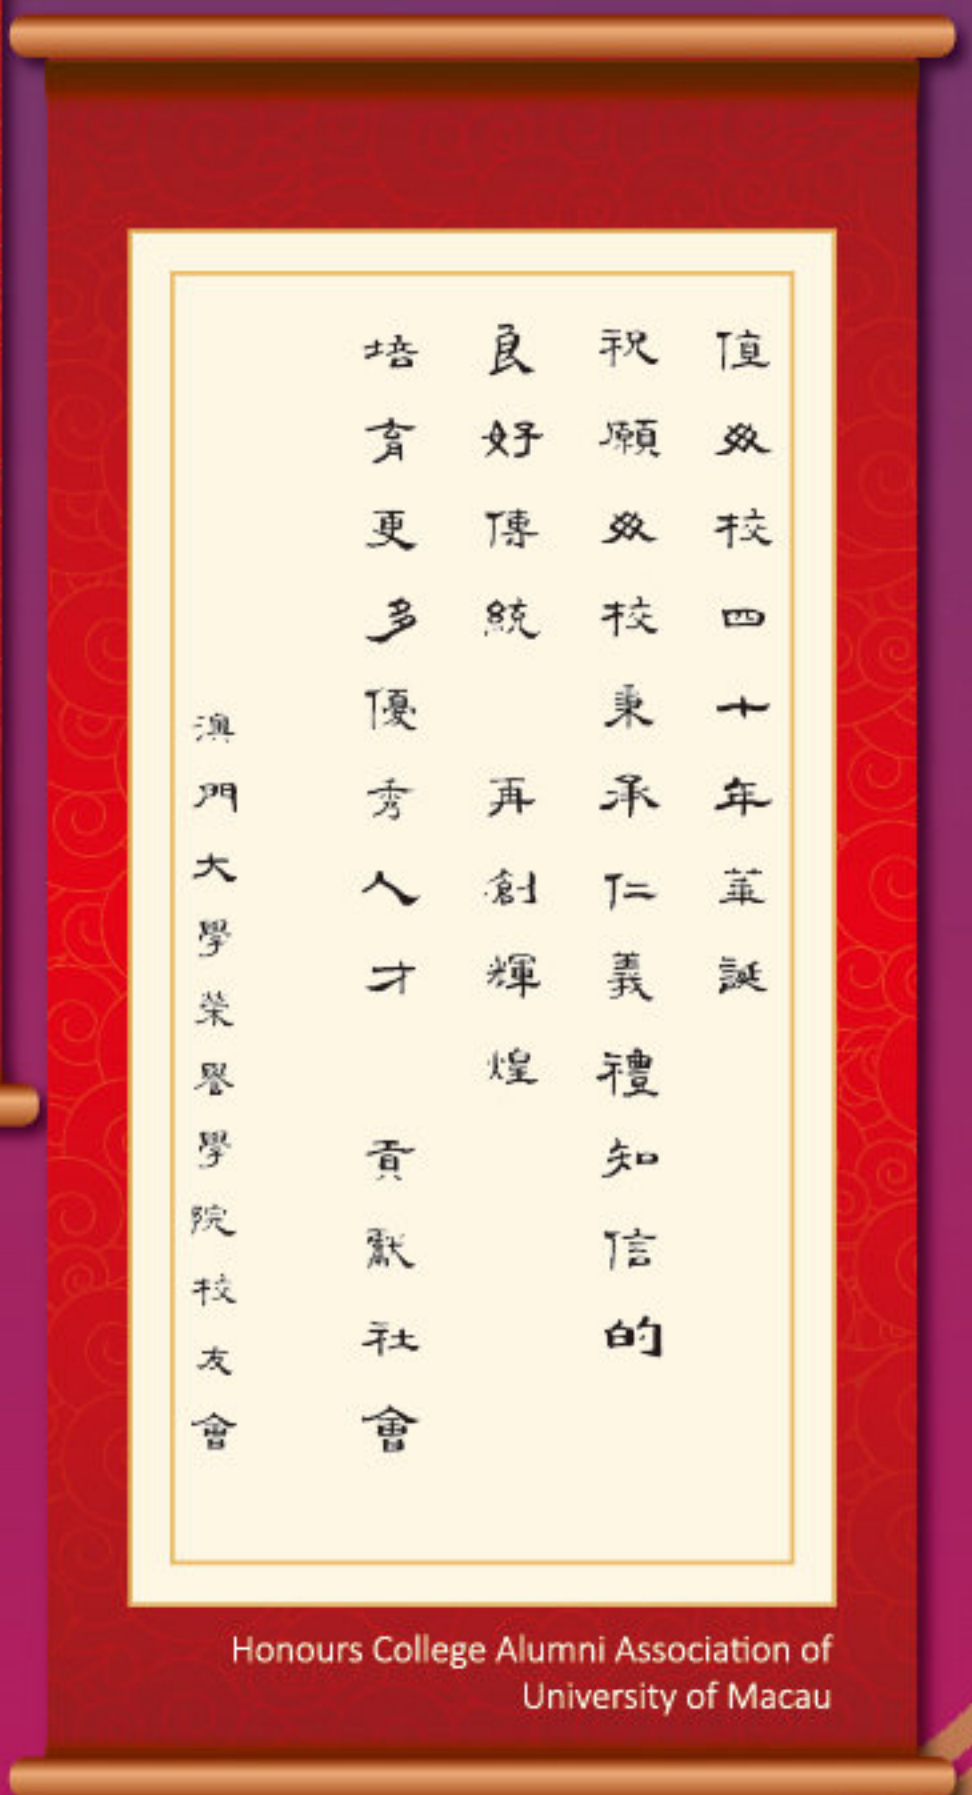 值母校四十年華誕
祝願母校秉承仁義禮知信的
良好傳統 再創輝煌
培育更多優秀人才 貢獻社會
澳門大學榮譽學院校友會
Honours College Alumni Association of
University of Macau